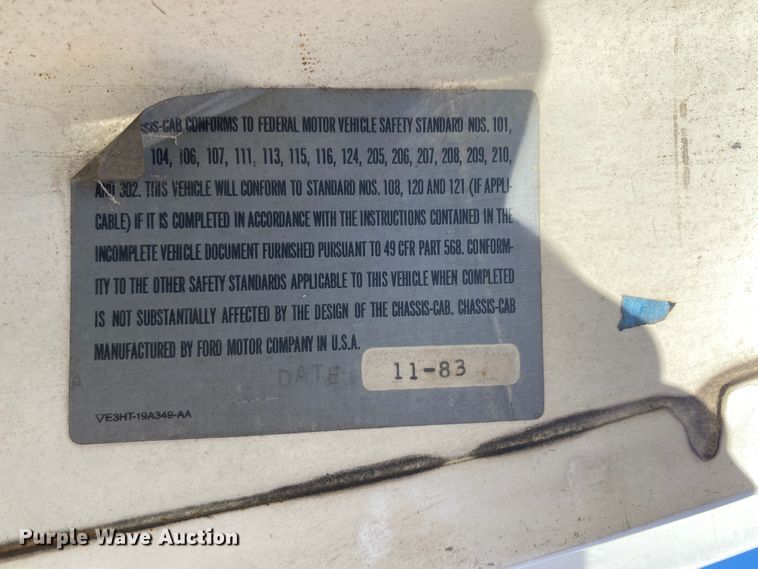 CONFORMS TO FEDERAL MOTOR VEHICLE SAFETY STANDARD NOS. 101,
104, 106, 107, 111, 113, 115, 116, 124, 205, 206, 207, 208, 209, 210,
AND 302. THIS VEHICLE WILL CONFORM TO STANDARD NOS. 108, 120 AND 121 (IF APPLI-
CABLE) IF IT IS COMPLETED IN ACCORDANCE WITH THE INSTRUCTIONS CONTAINED IN THE
INCOMPLETE VEHICLE DOCUMENT FURNISHED PURSUANT TO 49 CFR PART 568. CONFORM-
ITY TO THE OTHER SAFETY STANDARDS APPLICABLE TO THIS VEHICLE WHEN COMPLETED
IS NOT SUBSTANTIALLY AFFECTED BY THE DESIGN OF THE CHASSIS-CAB. CHASSIS-CAB
MANUFACTURED BY FORD MOTOR COMPANY IN U.S.A.
DATE 11-83
▽E3HT-19A349-AA
Purple Wave Auction